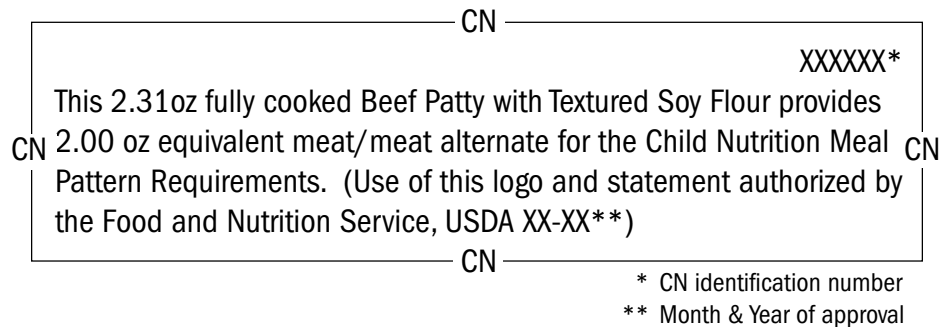 CN
XXXXXX*
This 2.31oz fully cooked Beef Patty with Textured Soy Flour provides
CN 2.00 oz equivalent meat/meat alternate for the Child Nutrition Meal CN
Pattern Requirements. (Use of this logo and statement authorized by
the Food and Nutrition Service, USDA XX-XX**)
CN
* CN identification number
** Month & Year of approval